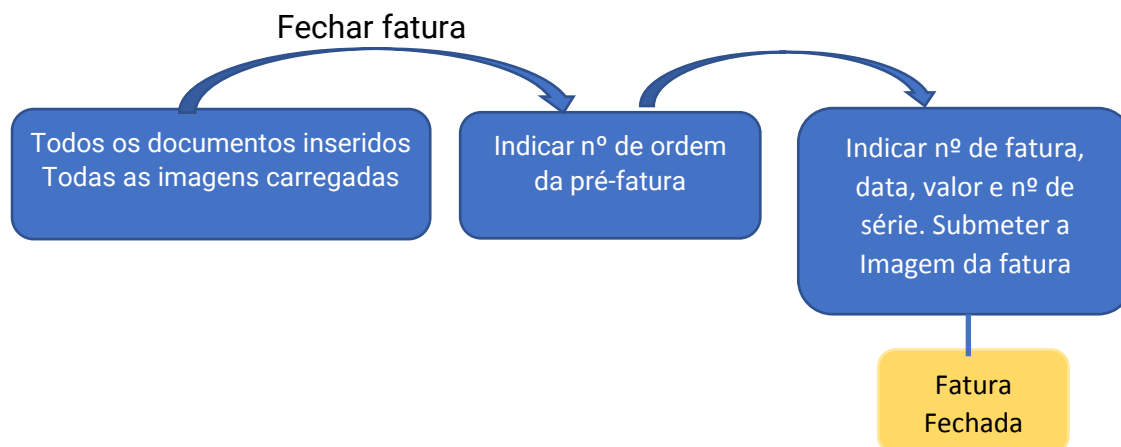 Fechar fatura
Todos os documentos inseridos
Todas as imagens carregadas
Indicar nº de ordem
da pré-fatura
Indicar nº de fatura,
data, valor e nº de
série. Submeter a
Imagem da fatura
Fatura
Fechada